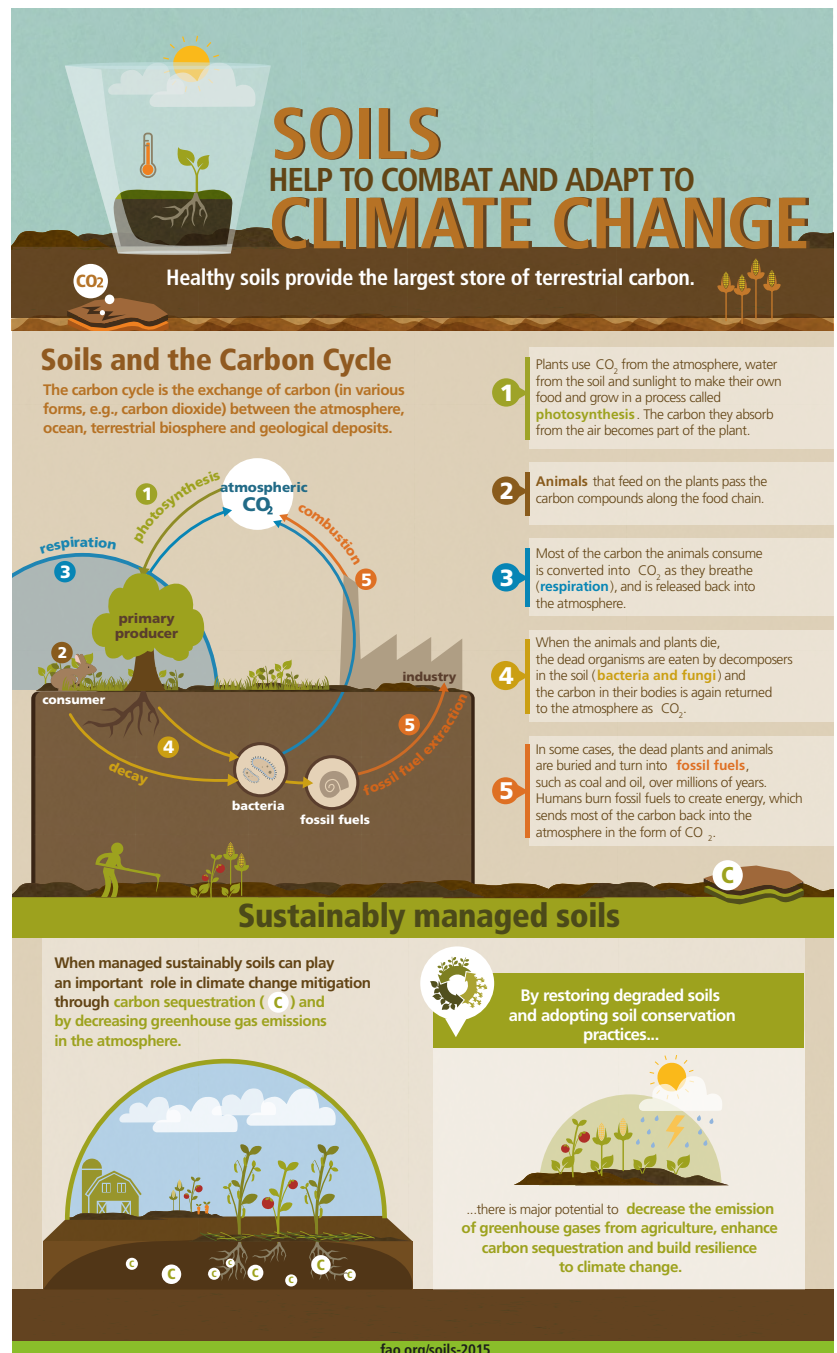 SOILS
HELP TO COMBAT AND ADAPT TO
CLIMATE CHANGE
CO2
Healthy soils provide the largest store of terrestrial carbon.
Soils and the Carbon Cycle
The carbon cycle is the exchange of carbon (in various
forms, e.g., carbon dioxide) between the atmosphere,
ocean, terrestrial biosphere and geological deposits.
1
photosynthesis
atmospheric
CO2
combustion
5
respiration
3
primary
producer
2
consumer
industry
4
decay
bacteria
fossil fuels
5
fossil fuel extraction
1
Plants use CO2 from the atmosphere, water
from the soil and sunlight to make their own
food and grow in a process called
photosynthesis. The carbon they absorb
from the air becomes part of the plant.
2
Animals that feed on the plants pass the
carbon compounds along the food chain.
3
Most of the carbon the animals consume
is converted into CO2 as they breathe
(respiration), and is released back into
the atmosphere.
4
When the animals and plants die,
the dead organisms are eaten by decomposers
in the soil (bacteria and fungi) and
the carbon in their bodies is again returned
to the atmosphere as CO2.
5
In some cases, the dead plants and animals
are buried and turn into fossil fuels,
such as coal and oil, over millions of years.
Humans burn fossil fuels to create energy, which
sends most of the carbon back into the
atmosphere in the form of CO2.
C
Sustainably managed soils
When managed sustainably soils can play
an important role in climate change mitigation
through carbon sequestration ( C ) and
by decreasing greenhouse gas emissions
in the atmosphere.
C
C
C
C
C
C
C
C
By restoring degraded soils
and adopting soil conservation
practices...
...there is major potential to decrease the emission
of greenhouse gases from agriculture, enhance
carbon sequestration and build resilience
to climate change.
fao.org/soils-2015